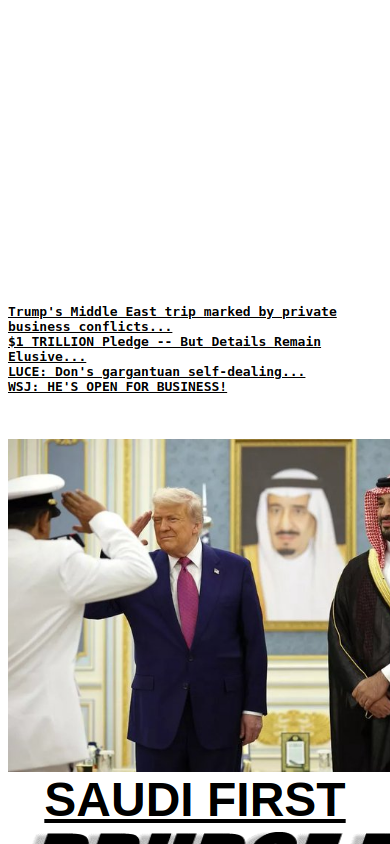 Trump's Middle East trip marked by private
business conflicts...
$1 TRILLION Pledge -- But Details Remain
Elusive...
LUCE: Don's gargantuan self-dealing...
WSJ: HE'S OPEN FOR BUSINESS!
SAUDI FIRST